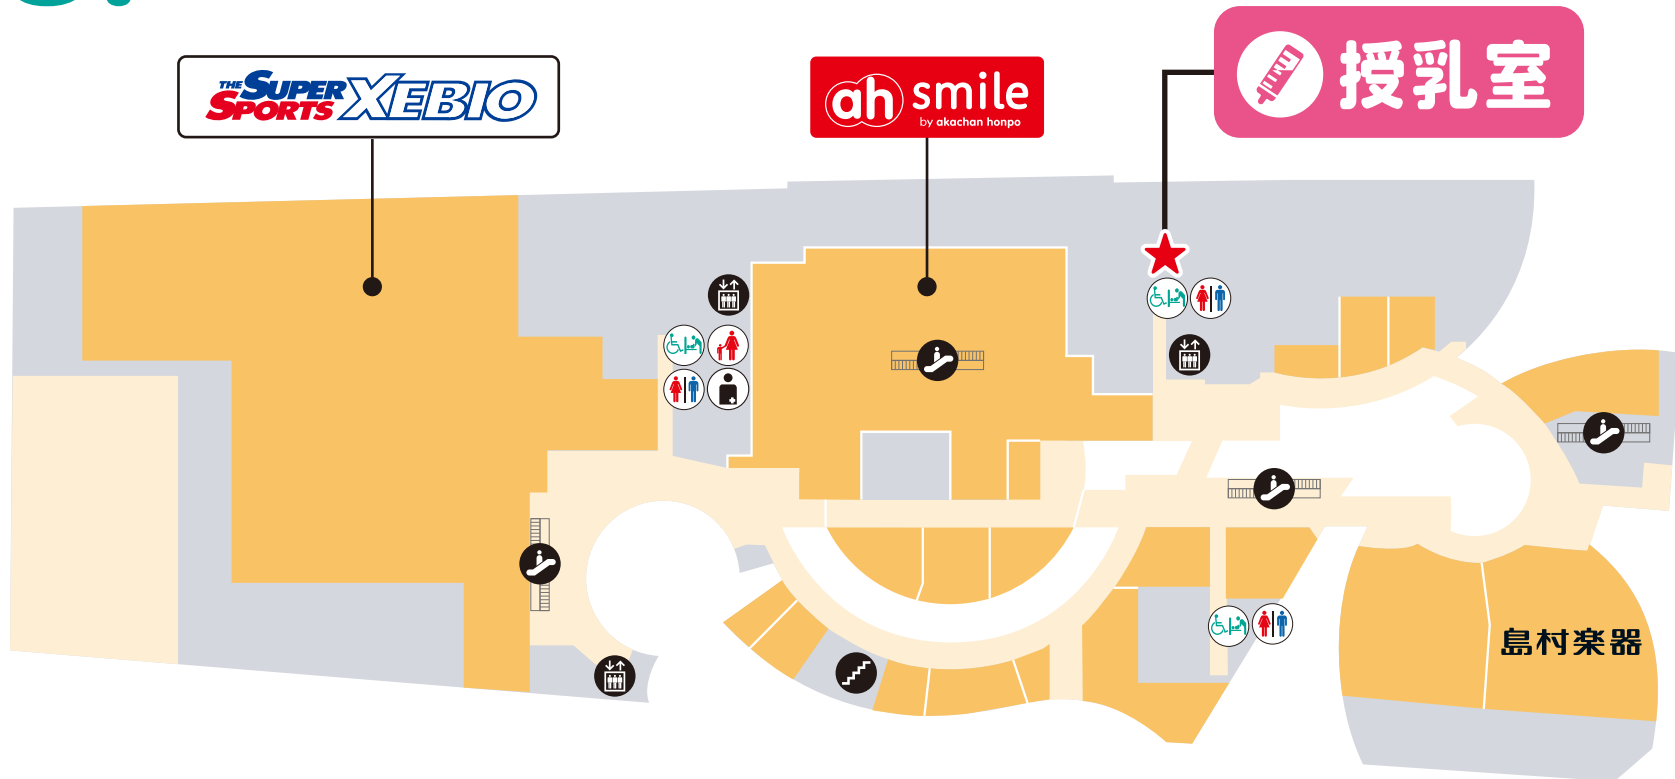 THE SUPER
SPORTS XEBIO
ah smile
by akachan honpo
授乳室
島村楽器